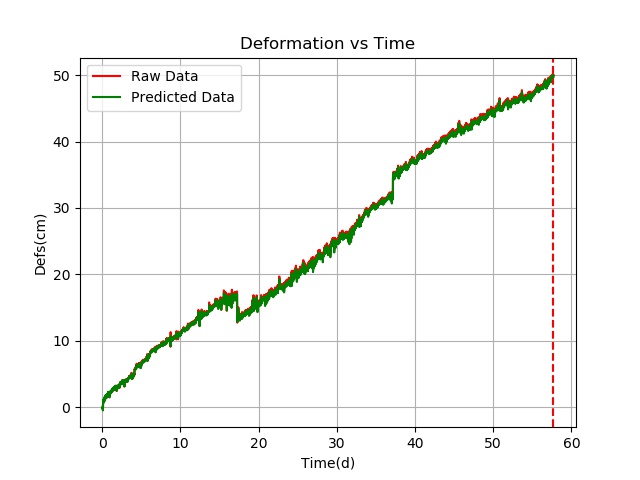 Deformation vs Time
Raw Data
Predicted Data
50
40
30
20
10
0
Defs(cm)
0 10 20 30 40 50 60
Time(d)